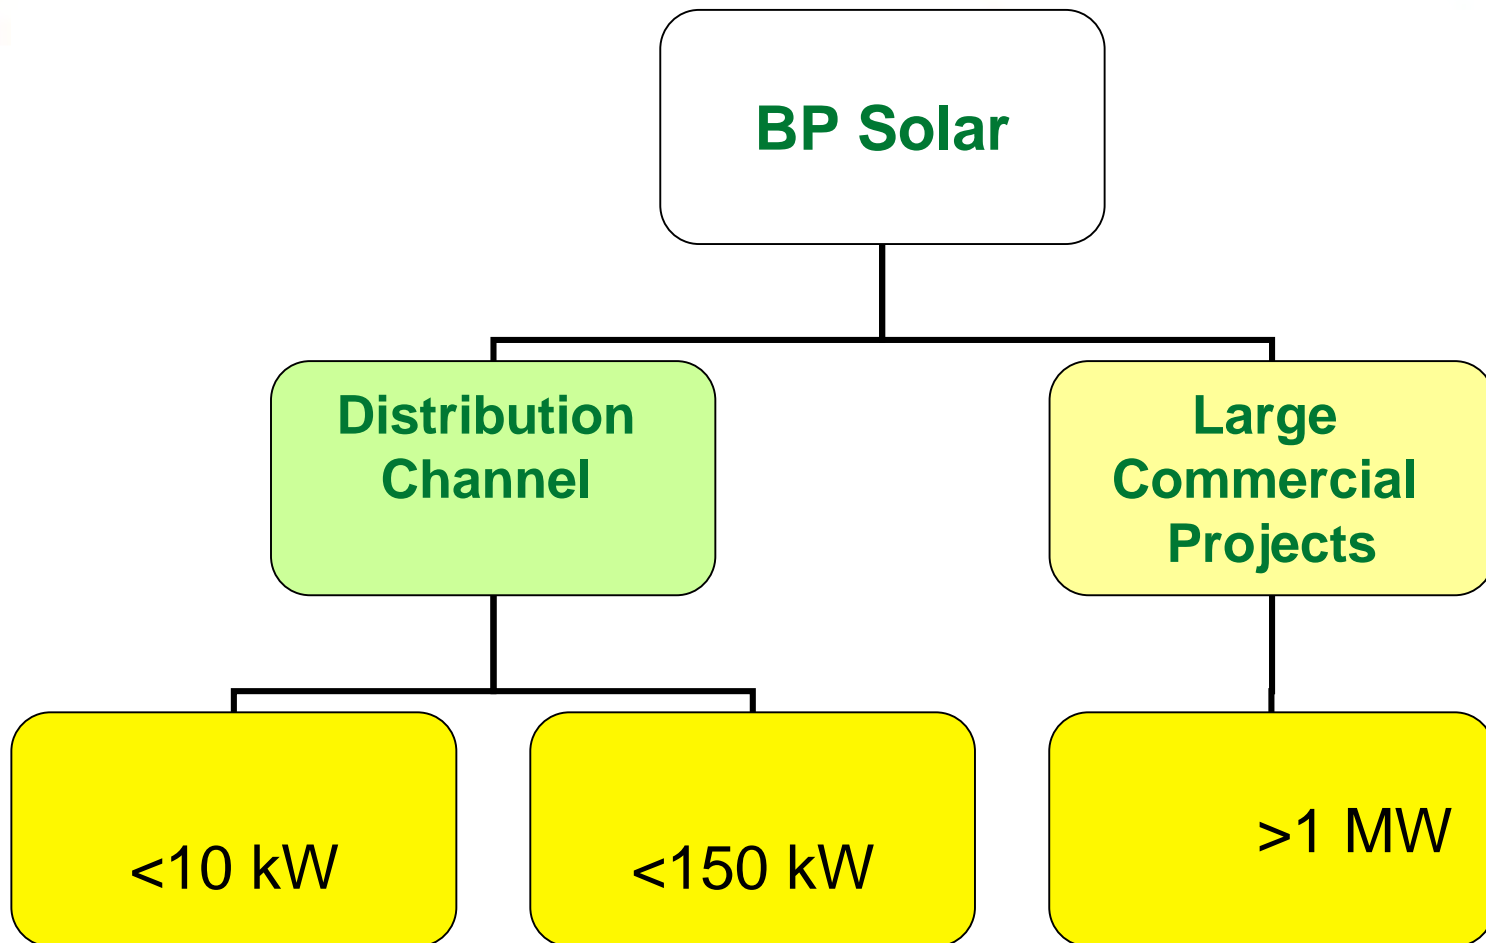 BP Solar
Distribution
Channel
Large
Commercial
Projects
<10 kW
<150 kW
>1 MW